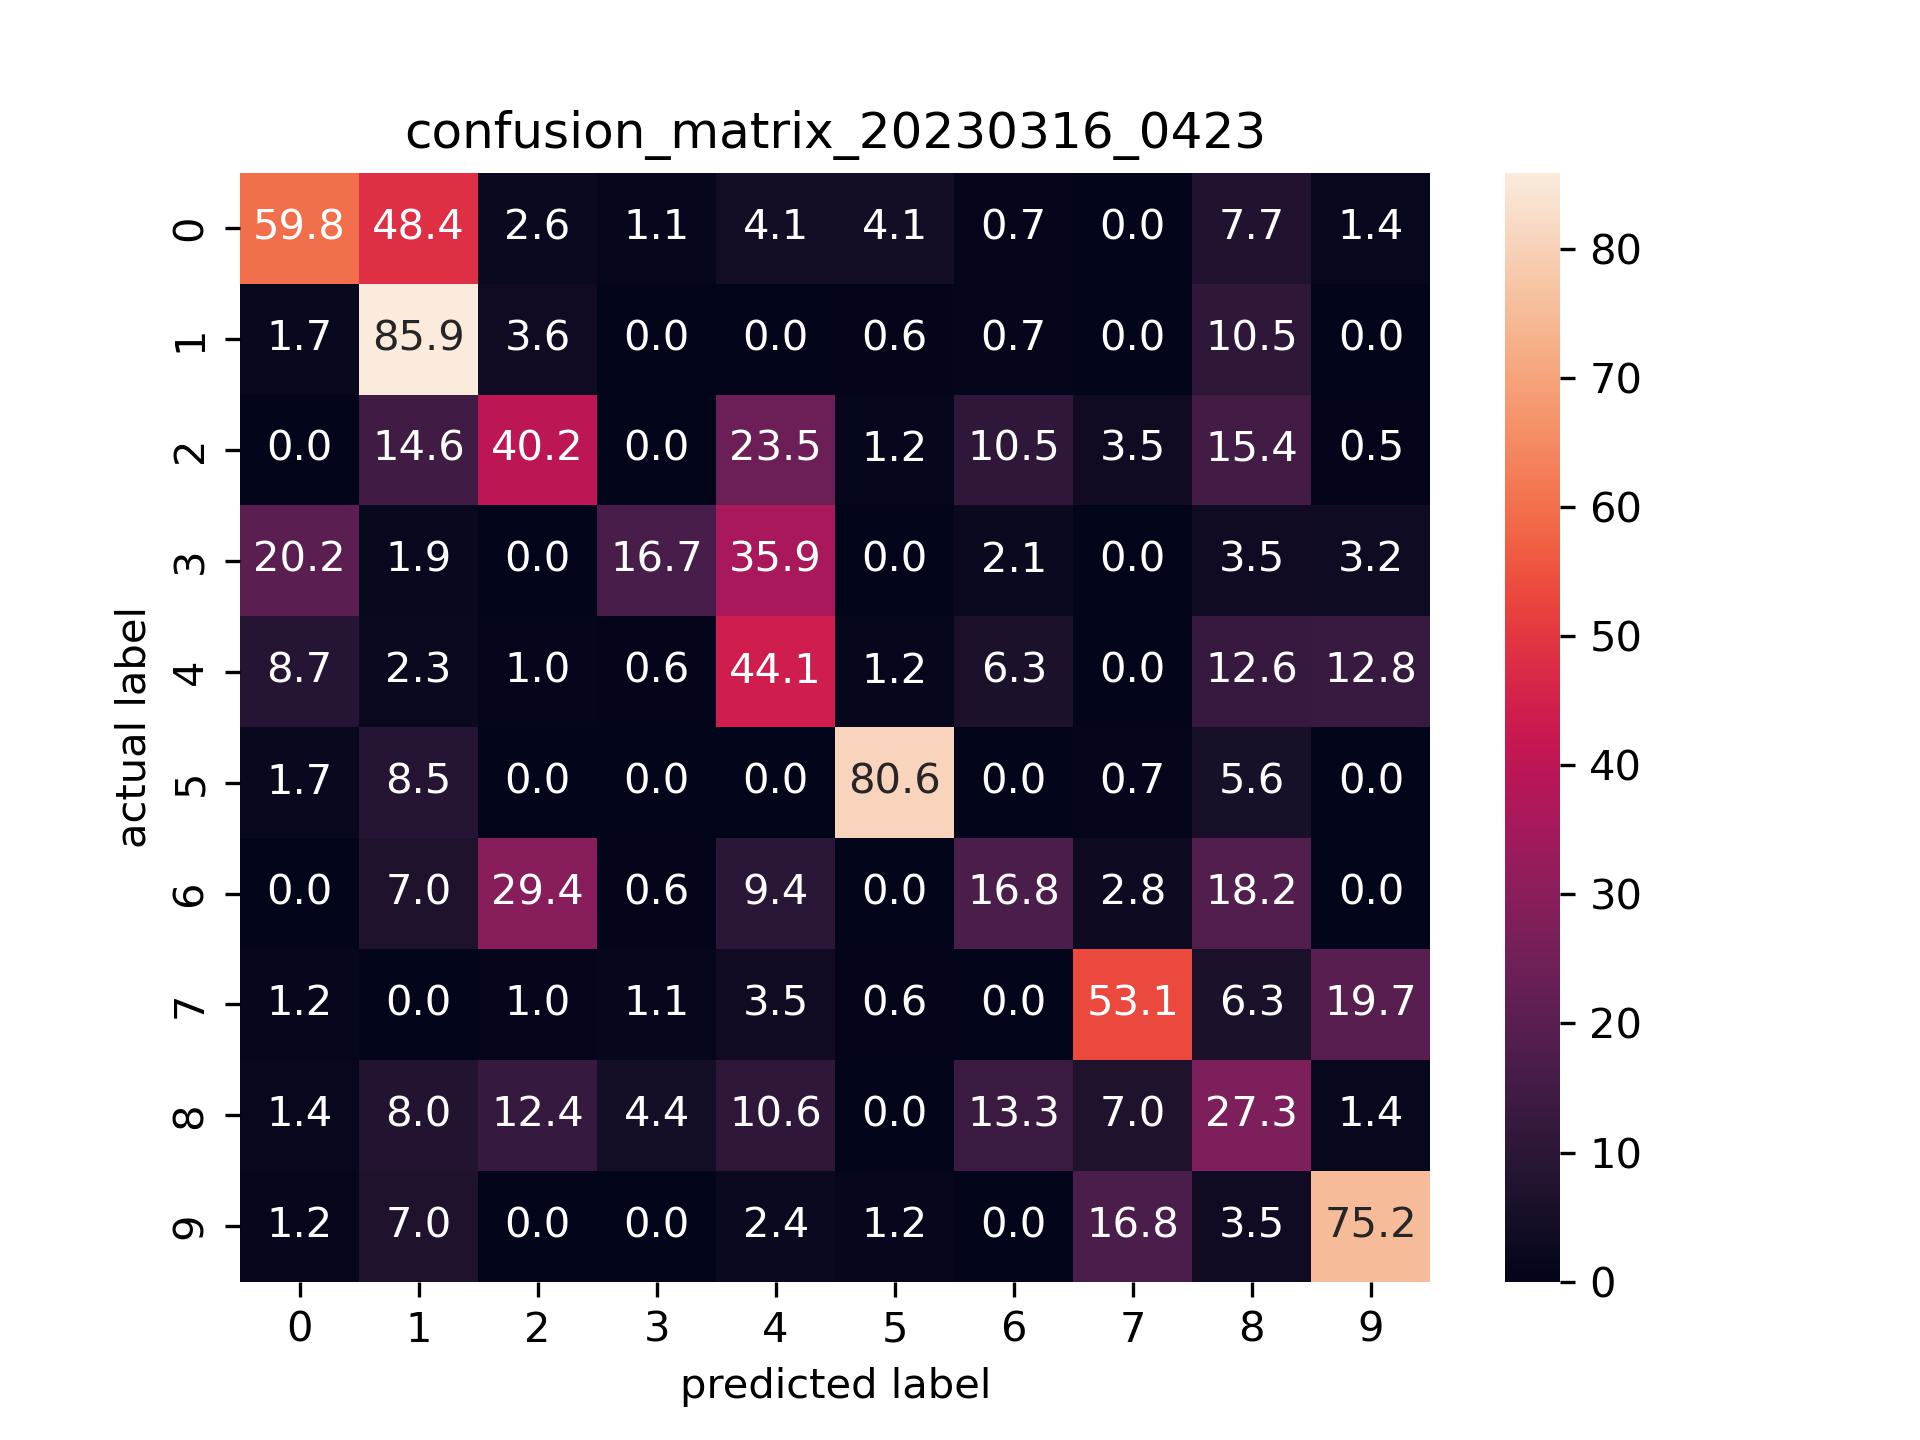 confusion_matrix_20230316_0423
0 59.8 48.4 2.6 1.1 4.1 4.1 0.7 0.0 7.7 1.4
1 1.7 85.9 3.6 0.0 0.0 0.6 0.7 0.0 10.5 0.0
2 0.0 14.6 40.2 0.0 23.5 1.2 10.5 3.5 15.4 0.5
3 20.2 1.9 0.0 16.7 35.9 0.0 2.1 0.0 3.5 3.2
4 8.7 2.3 1.0 0.6 44.1 1.2 6.3 0.0 12.6 12.8
5 1.7 8.5 0.0 0.0 0.0 80.6 0.0 0.7 5.6 0.0
6 0.0 7.0 29.4 0.6 9.4 0.0 16.8 2.8 18.2 0.0
7 1.2 0.0 1.0 1.1 3.5 0.6 0.0 53.1 6.3 19.7
8 1.4 8.0 12.4 4.4 10.6 0.0 13.3 7.0 27.3 1.4
9 1.2 7.0 0.0 0.0 2.4 1.2 0.0 16.8 3.5 75.2
0 1 2 3 4 5 6 7 8 9
predicted label
actual label
80
70
60
50
40
30
20
10
0